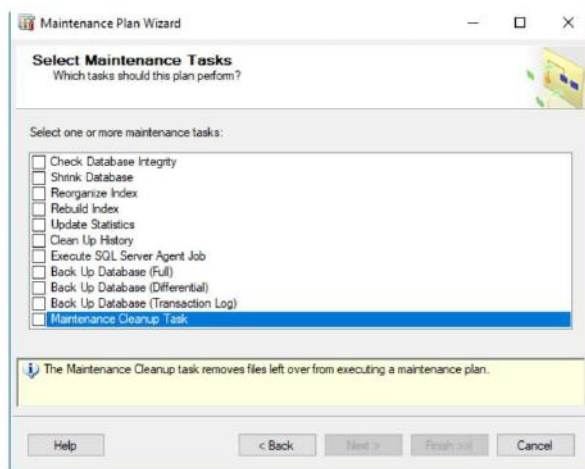 Maintenance Plan Wizard
Select Maintenance Tasks
Which tasks should this plan perform?
Select one or more maintenance tasks:
Check Database Integrity
Shrink Database
Reorganize Index
Rebuild Index
Update Statistics
Clean Up History
Execute SQL Server Agent Job
Back Up Database (Full)
Back Up Database (Differential)
Back Up Database (Transaction Log)
Maintenance Cleanup Task
The Maintenance Cleanup task removes files left over from executing a maintenance plan.
Help
< Back
Next >
Finish >>|
Cancel